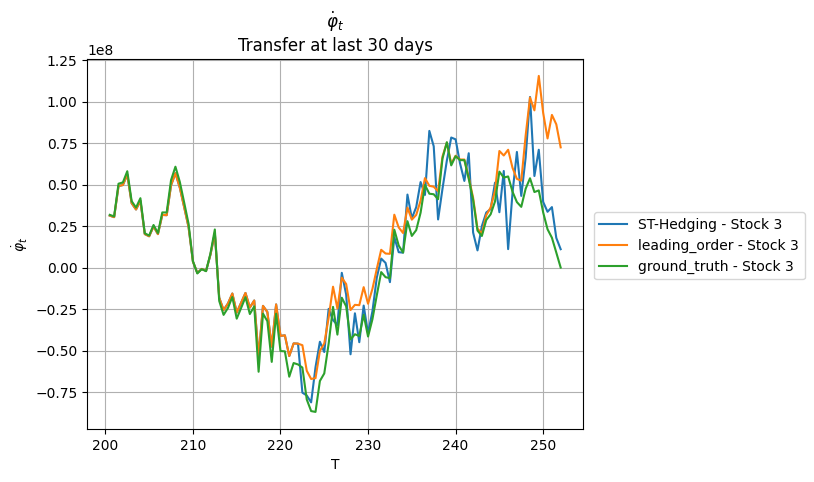 φ̇ₜ
Transfer at last 30 days
1e8
1.25
1.00
0.75
0.50
0.25
0.00
−0.25
−0.50
−0.75
φ̇ₜ
200
210
220
230
240
250
T
ST-Hedging - Stock 3
leading_order - Stock 3
ground_truth - Stock 3